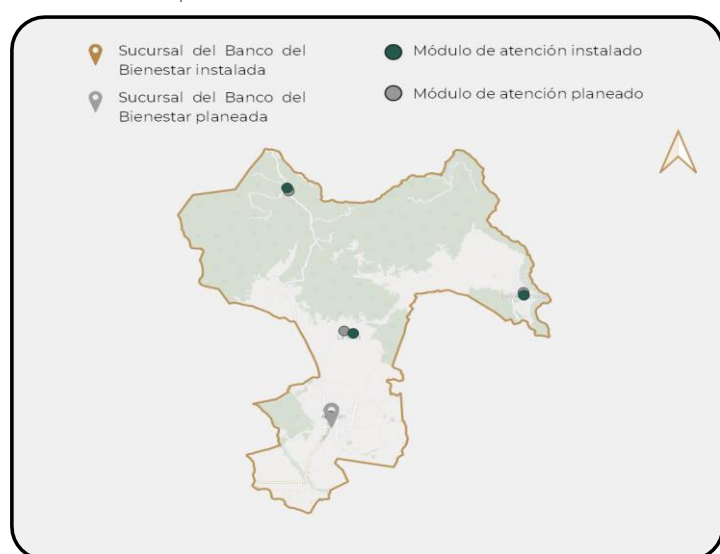 Sucursal del Banco del
Bienestar instalada
Módulo de atención instalado
Sucursal del Banco del
Bienestar planeada
Módulo de atención planeado